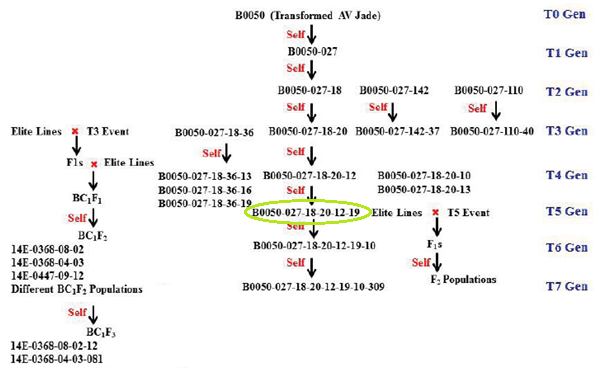 B0050 (Transformed AV Jade) T0 Gen
Self
B0050-027 T1 Gen
Self
B0050-027-18 B0050-027-142 B0050-027-110 T2 Gen
Self Self Self
Elite Lines × T3 Event B0050-027-18-36 B0050-027-18-20 B0050-027-142-37 B0050-027-110-40 T3 Gen
Self Self
F1s × Elite Lines
B0050-027-18-36-13 B0050-027-18-20-12 B0050-027-18-20-10 T4 Gen
B0050-027-18-36-16 Self B0050-027-18-20-13
BC1F1
B0050-027-18-36-19
Self B0050-027-18-20-12-19 Elite Lines × T5 Event T5 Gen
Self
BC1F2
14E-0368-08-02 B0050-027-18-20-12-19-10 F1s T6 Gen
14E-0368-04-03
14E-0447-09-12 Self Self
Different BC1F2 Populations B0050-027-18-20-12-19-10-309 F2 Populations T7 Gen
Self
BC1F3
14E-0368-08-02-12
14E-0368-04-03-081